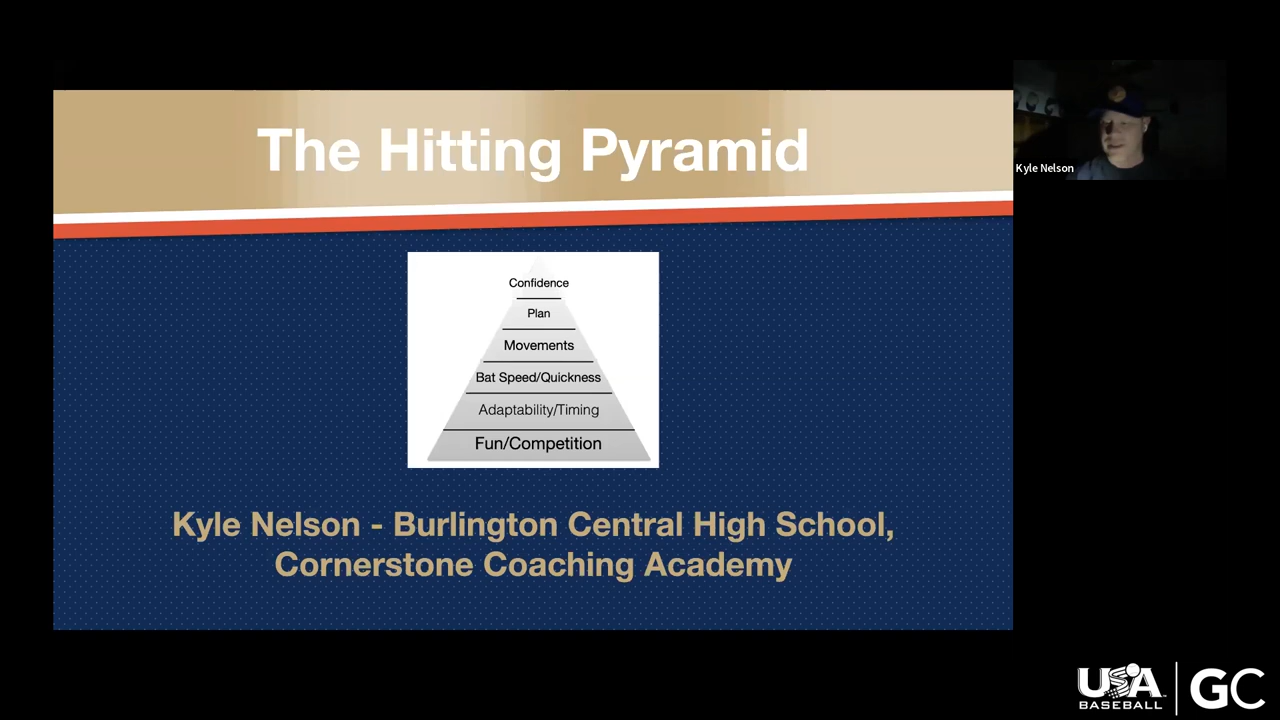 The Hitting Pyramid
Kyle Nelson
Confidence
Plan
Movements
Bat Speed/Quickness
Adaptability/Timing
Fun/Competition
Kyle Nelson - Burlington Central High School,
Cornerstone Coaching Academy
USA
BASEBALL
GC